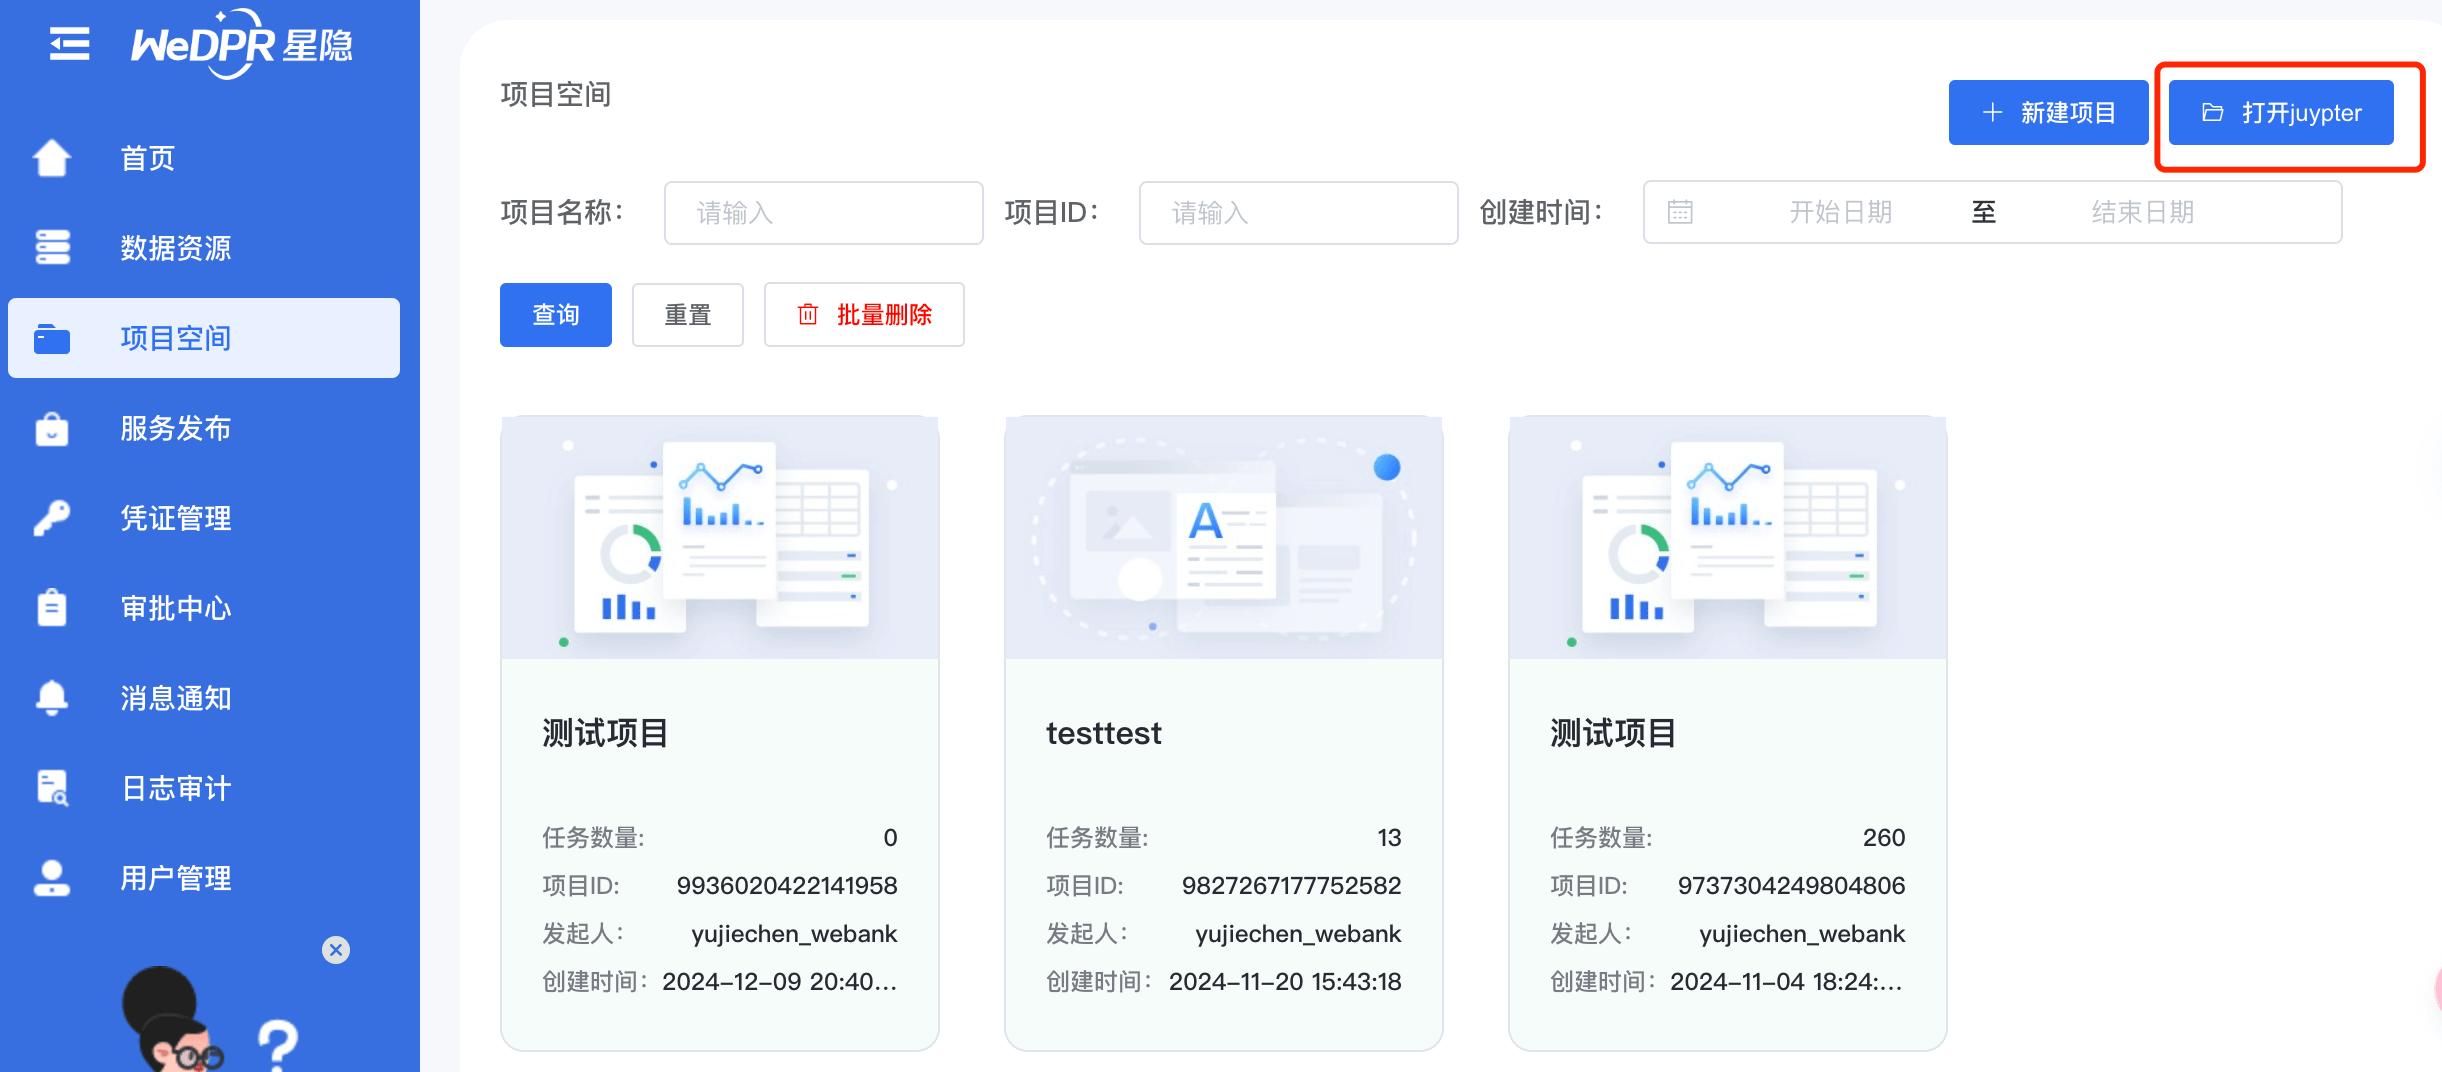 WeDPR 星隐
首页
数据资源
项目空间
服务发布
凭证管理
审批中心
消息通知
日志审计
用户管理
?
项目空间
新建项目
打开juypter
项目名称： 请输入 项目ID： 请输入 创建时间： 开始日期 至 结束日期
查询 重置 批量删除
A
测试项目
任务数量: 0
项目ID: 9936020422141958
发起人： yujiechen_webank
创建时间： 2024-12-09 20:40...
testtest
任务数量: 13
项目ID: 9827267177752582
发起人： yujiechen_webank
创建时间： 2024-11-20 15:43:18
测试项目
任务数量: 260
项目ID: 9737304249804806
发起人： yujiechen_webank
创建时间： 2024-11-04 18:24:...